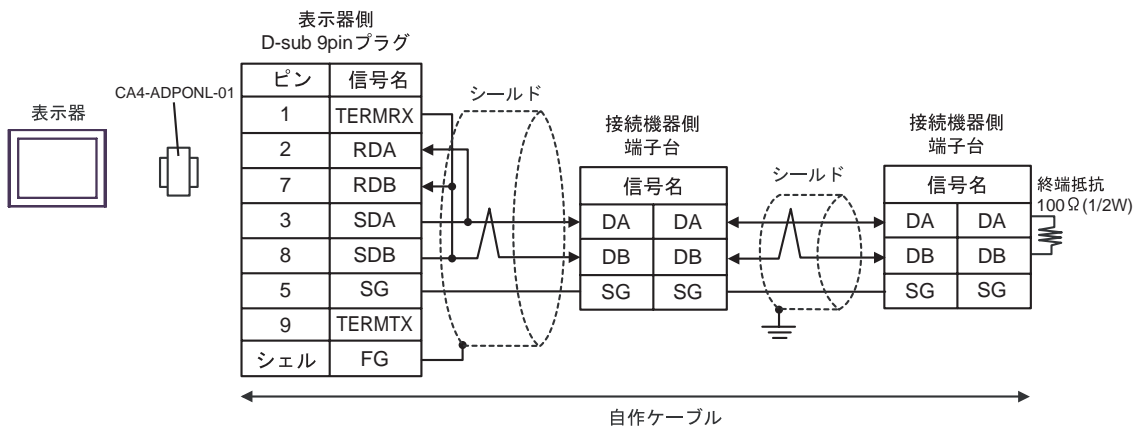 表示器側
D-sub 9pinプラグ
表示器
CA4-ADPONL-01
ピン 信号名
1 TERMRX
2 RDA
7 RDB
3 SDA
8 SDB
5 SG
9 TERMTX
シェル FG
シールド
接続機器側
端子台
信号名
DA DA
DB DB
SG SG
シールド
接続機器側
端子台
信号名
DA DA
DB DB
SG SG
終端抵抗
100Ω(1/2W)
自作ケーブル